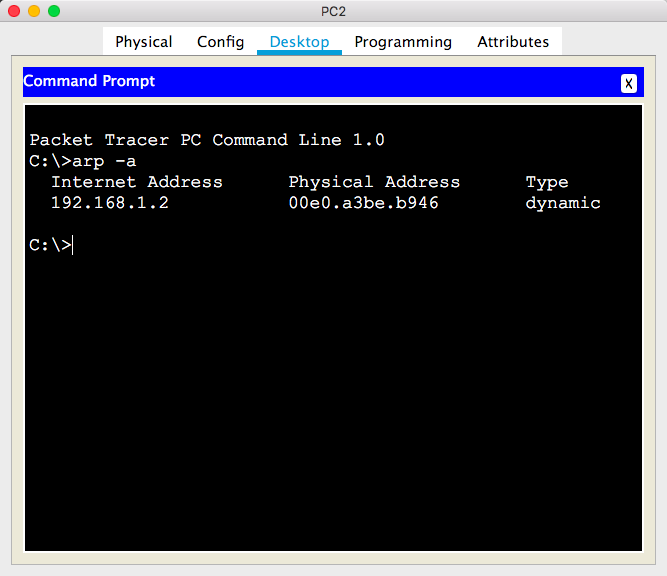 PC2
Physical Config Desktop Programming Attributes
Command Prompt
X
Packet Tracer PC Command Line 1.0
C:\>arp -a
Internet Address Physical Address Type
192.168.1.2 00e0.a3be.b946 dynamic
C:\>